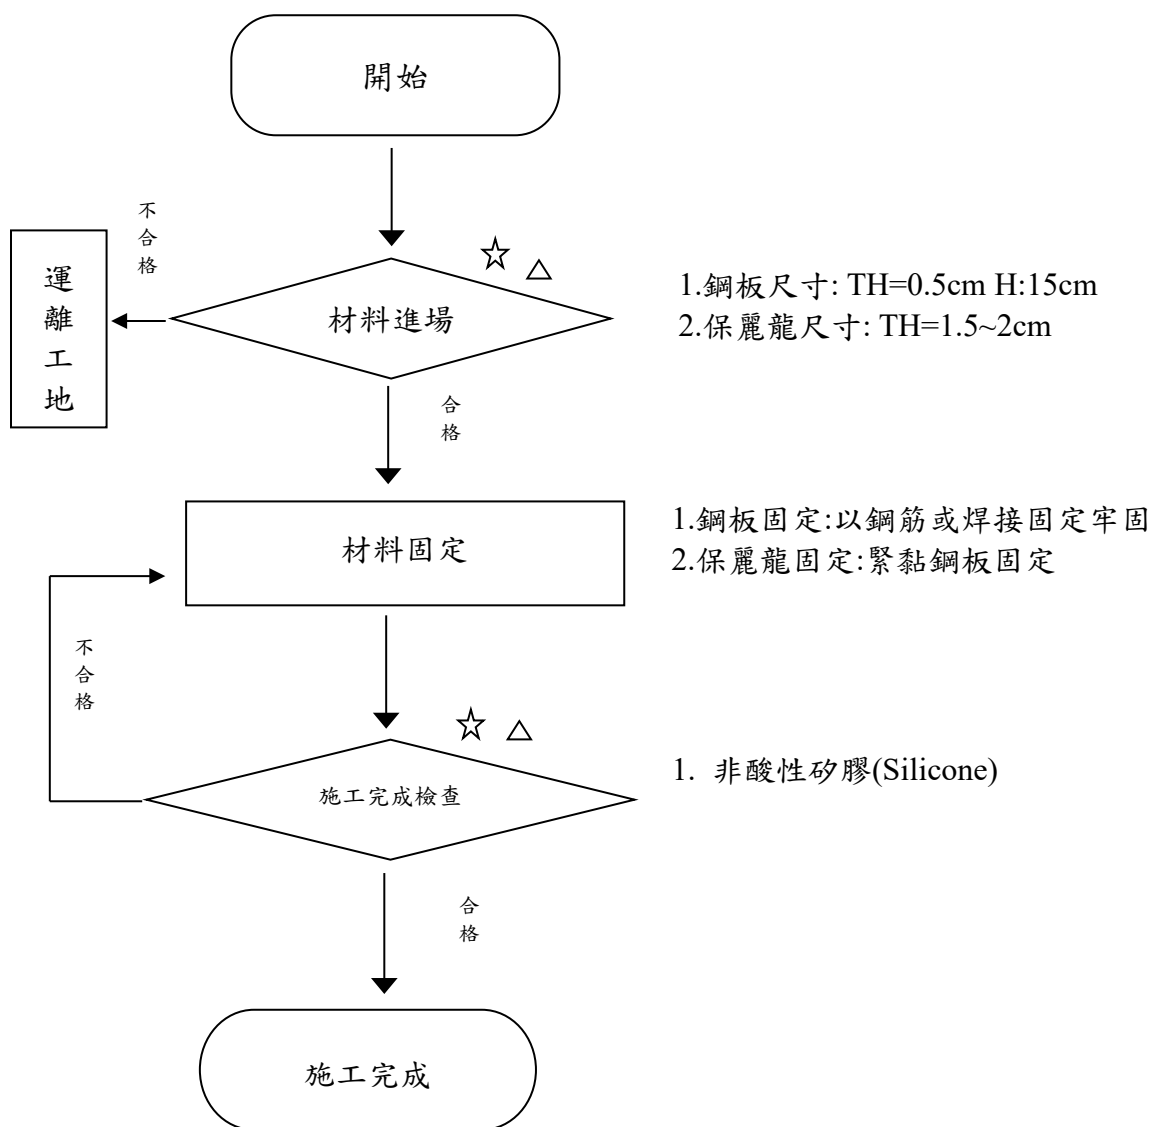 開始
不合格
運離工地
☆ △
材料進場
1.鋼板尺寸: TH=0.5cm H:15cm
2.保麗龍尺寸: TH=1.5~2cm
合格
材料固定
1.鋼板固定:以鋼筋或焊接固定牢固
2.保麗龍固定:緊黏鋼板固定
不合格
☆ △
施工完成檢查
1. 非酸性矽膠(Silicone)
合格
施工完成